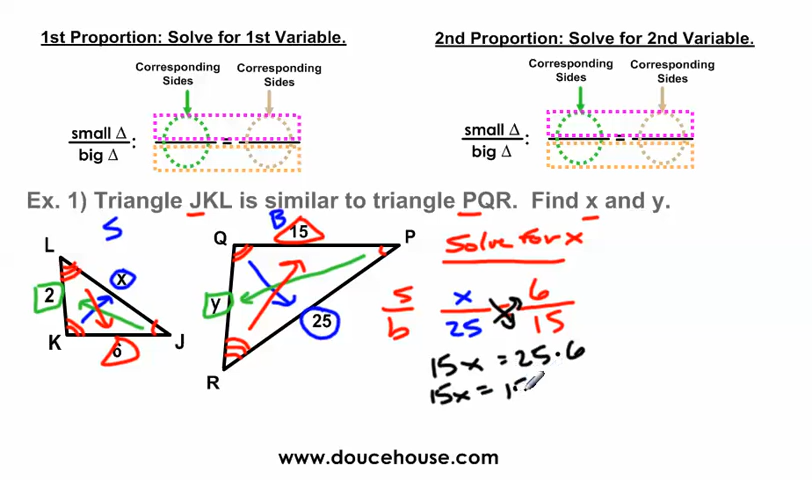 1st Proportion: Solve for 1st Variable.
2nd Proportion: Solve for 2nd Variable.
Corresponding Sides
Corresponding Sides
Corresponding Sides
Corresponding Sides
small Δ
big Δ
:
=
small Δ
big Δ
:
=
Ex. 1) Triangle JKL is similar to triangle PQR. Find x and y.
S
L
x
2
K
6
J
B
Q
15
P
y
25
R
Solve for x
s
b
x
25
=
6
15
15x = 25·6
15x =
www.doucehouse.com